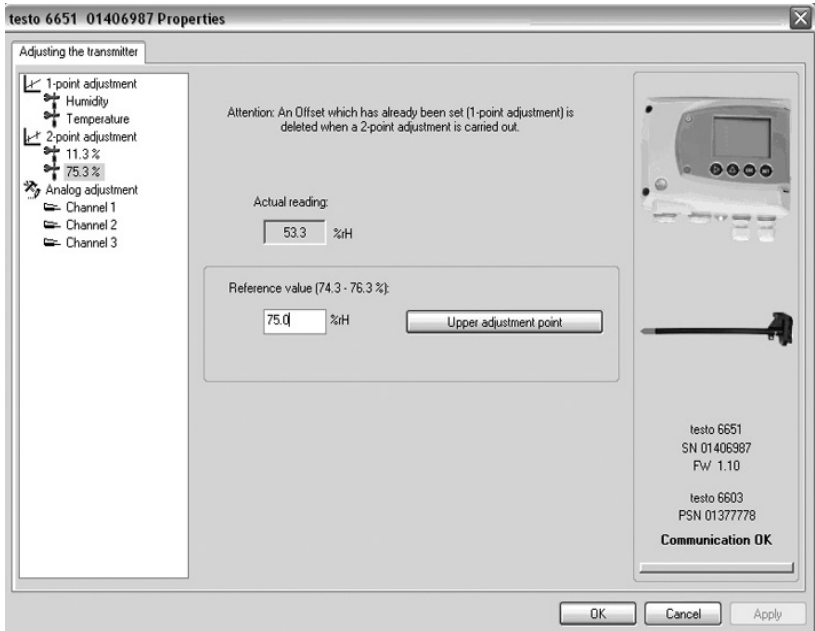 testo 6651 01406987 Properties
Adjusting the transmitter
1-point adjustment
Humidity
Temperature
2-point adjustment
11.3 %
75.3 %
Analog adjustment
Channel 1
Channel 2
Channel 3
Attention: An Offset which has already been set (1-point adjustment) is
deleted when a 2-point adjustment is carried out.
Actual reading:
53.3 %rH
Reference value (74.3 - 76.3 %):
75.0 %rH
Upper adjustment point
testo 6651
SN 01406987
FW 1.10
testo 6603
PSN 01377778
Communication OK
OK Cancel Apply